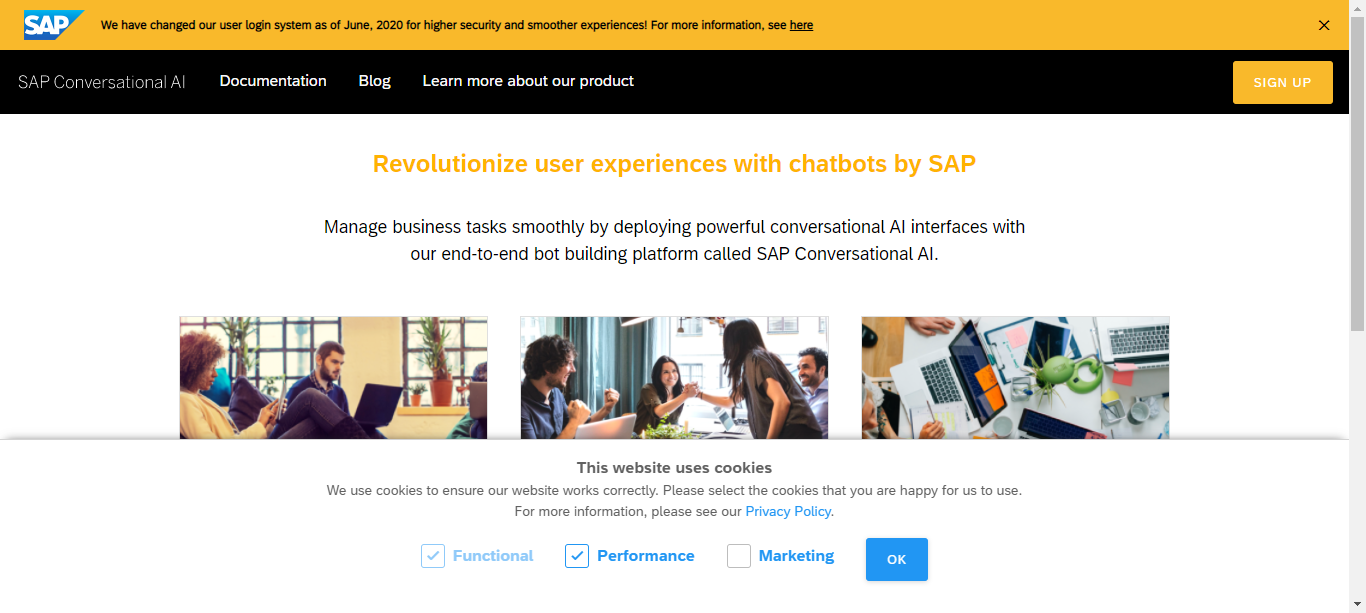 SAP
We have changed our user login system as of June, 2020 for higher security and smoother experiences! For more information, see here
SAP Conversational AI
Documentation
Blog
Learn more about our product
SIGN UP
Revolutionize user experiences with chatbots by SAP
Manage business tasks smoothly by deploying powerful conversational AI interfaces with
our end-to-end bot building platform called SAP Conversational AI.
This website uses cookies
We use cookies to ensure our website works correctly. Please select the cookies that you are happy for us to use.
For more information, please see our Privacy Policy.
Functional
Performance
Marketing
OK